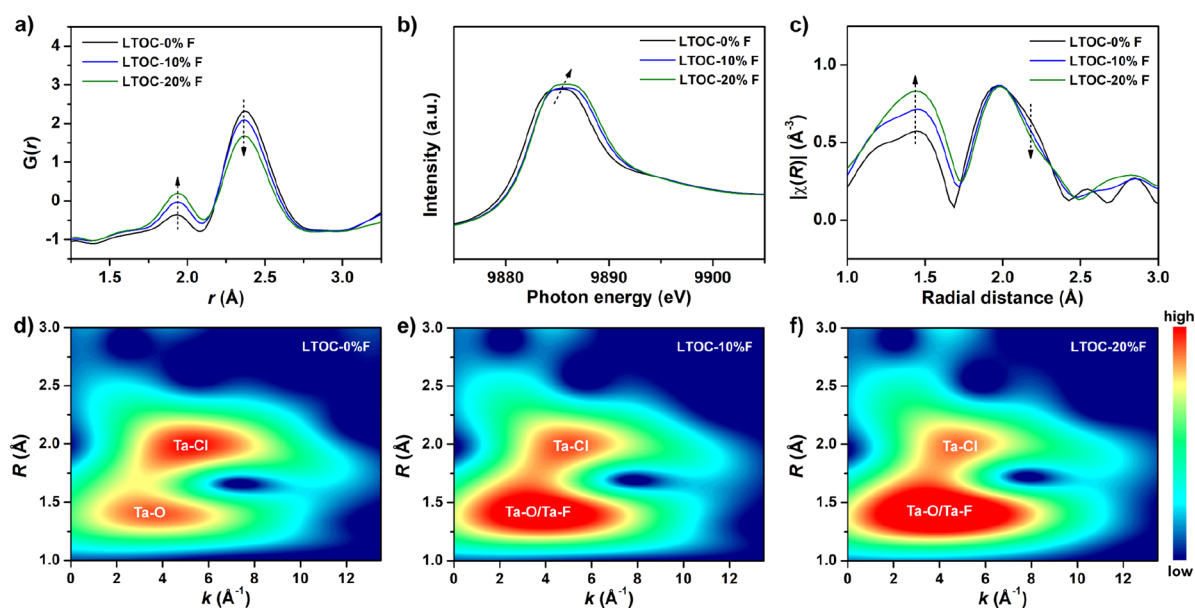 a)
LTOC-0% F
LTOC-10% F
LTOC-20% F
G(r)
4
3
2
1
0
-1
1.5
2.0
2.5
3.0
r (Å)
b)
LTOC-0% F
LTOC-10% F
LTOC-20% F
Intensity (a.u.)
9880
9890
9900
Photon energy (eV)
c)
LTOC-0% F
LTOC-10% F
LTOC-20% F
|χ(R)| (Å⁻³)
1.0
0.5
0.0
1.0
1.5
2.0
2.5
3.0
Radial distance (Å)
d)
LTOC-0%F
Ta-Cl
Ta-O
R (Å)
3.0
2.5
2.0
1.5
1.0
0
2
4
6
8
10
12
k (Å⁻¹)
e)
LTOC-10%F
Ta-Cl
Ta-O/Ta-F
R (Å)
3.0
2.5
2.0
1.5
1.0
0
2
4
6
8
10
12
k (Å⁻¹)
f)
LTOC-20%F
Ta-Cl
Ta-O/Ta-F
R (Å)
3.0
2.5
2.0
1.5
1.0
0
2
4
6
8
10
12
k (Å⁻¹)
high
low